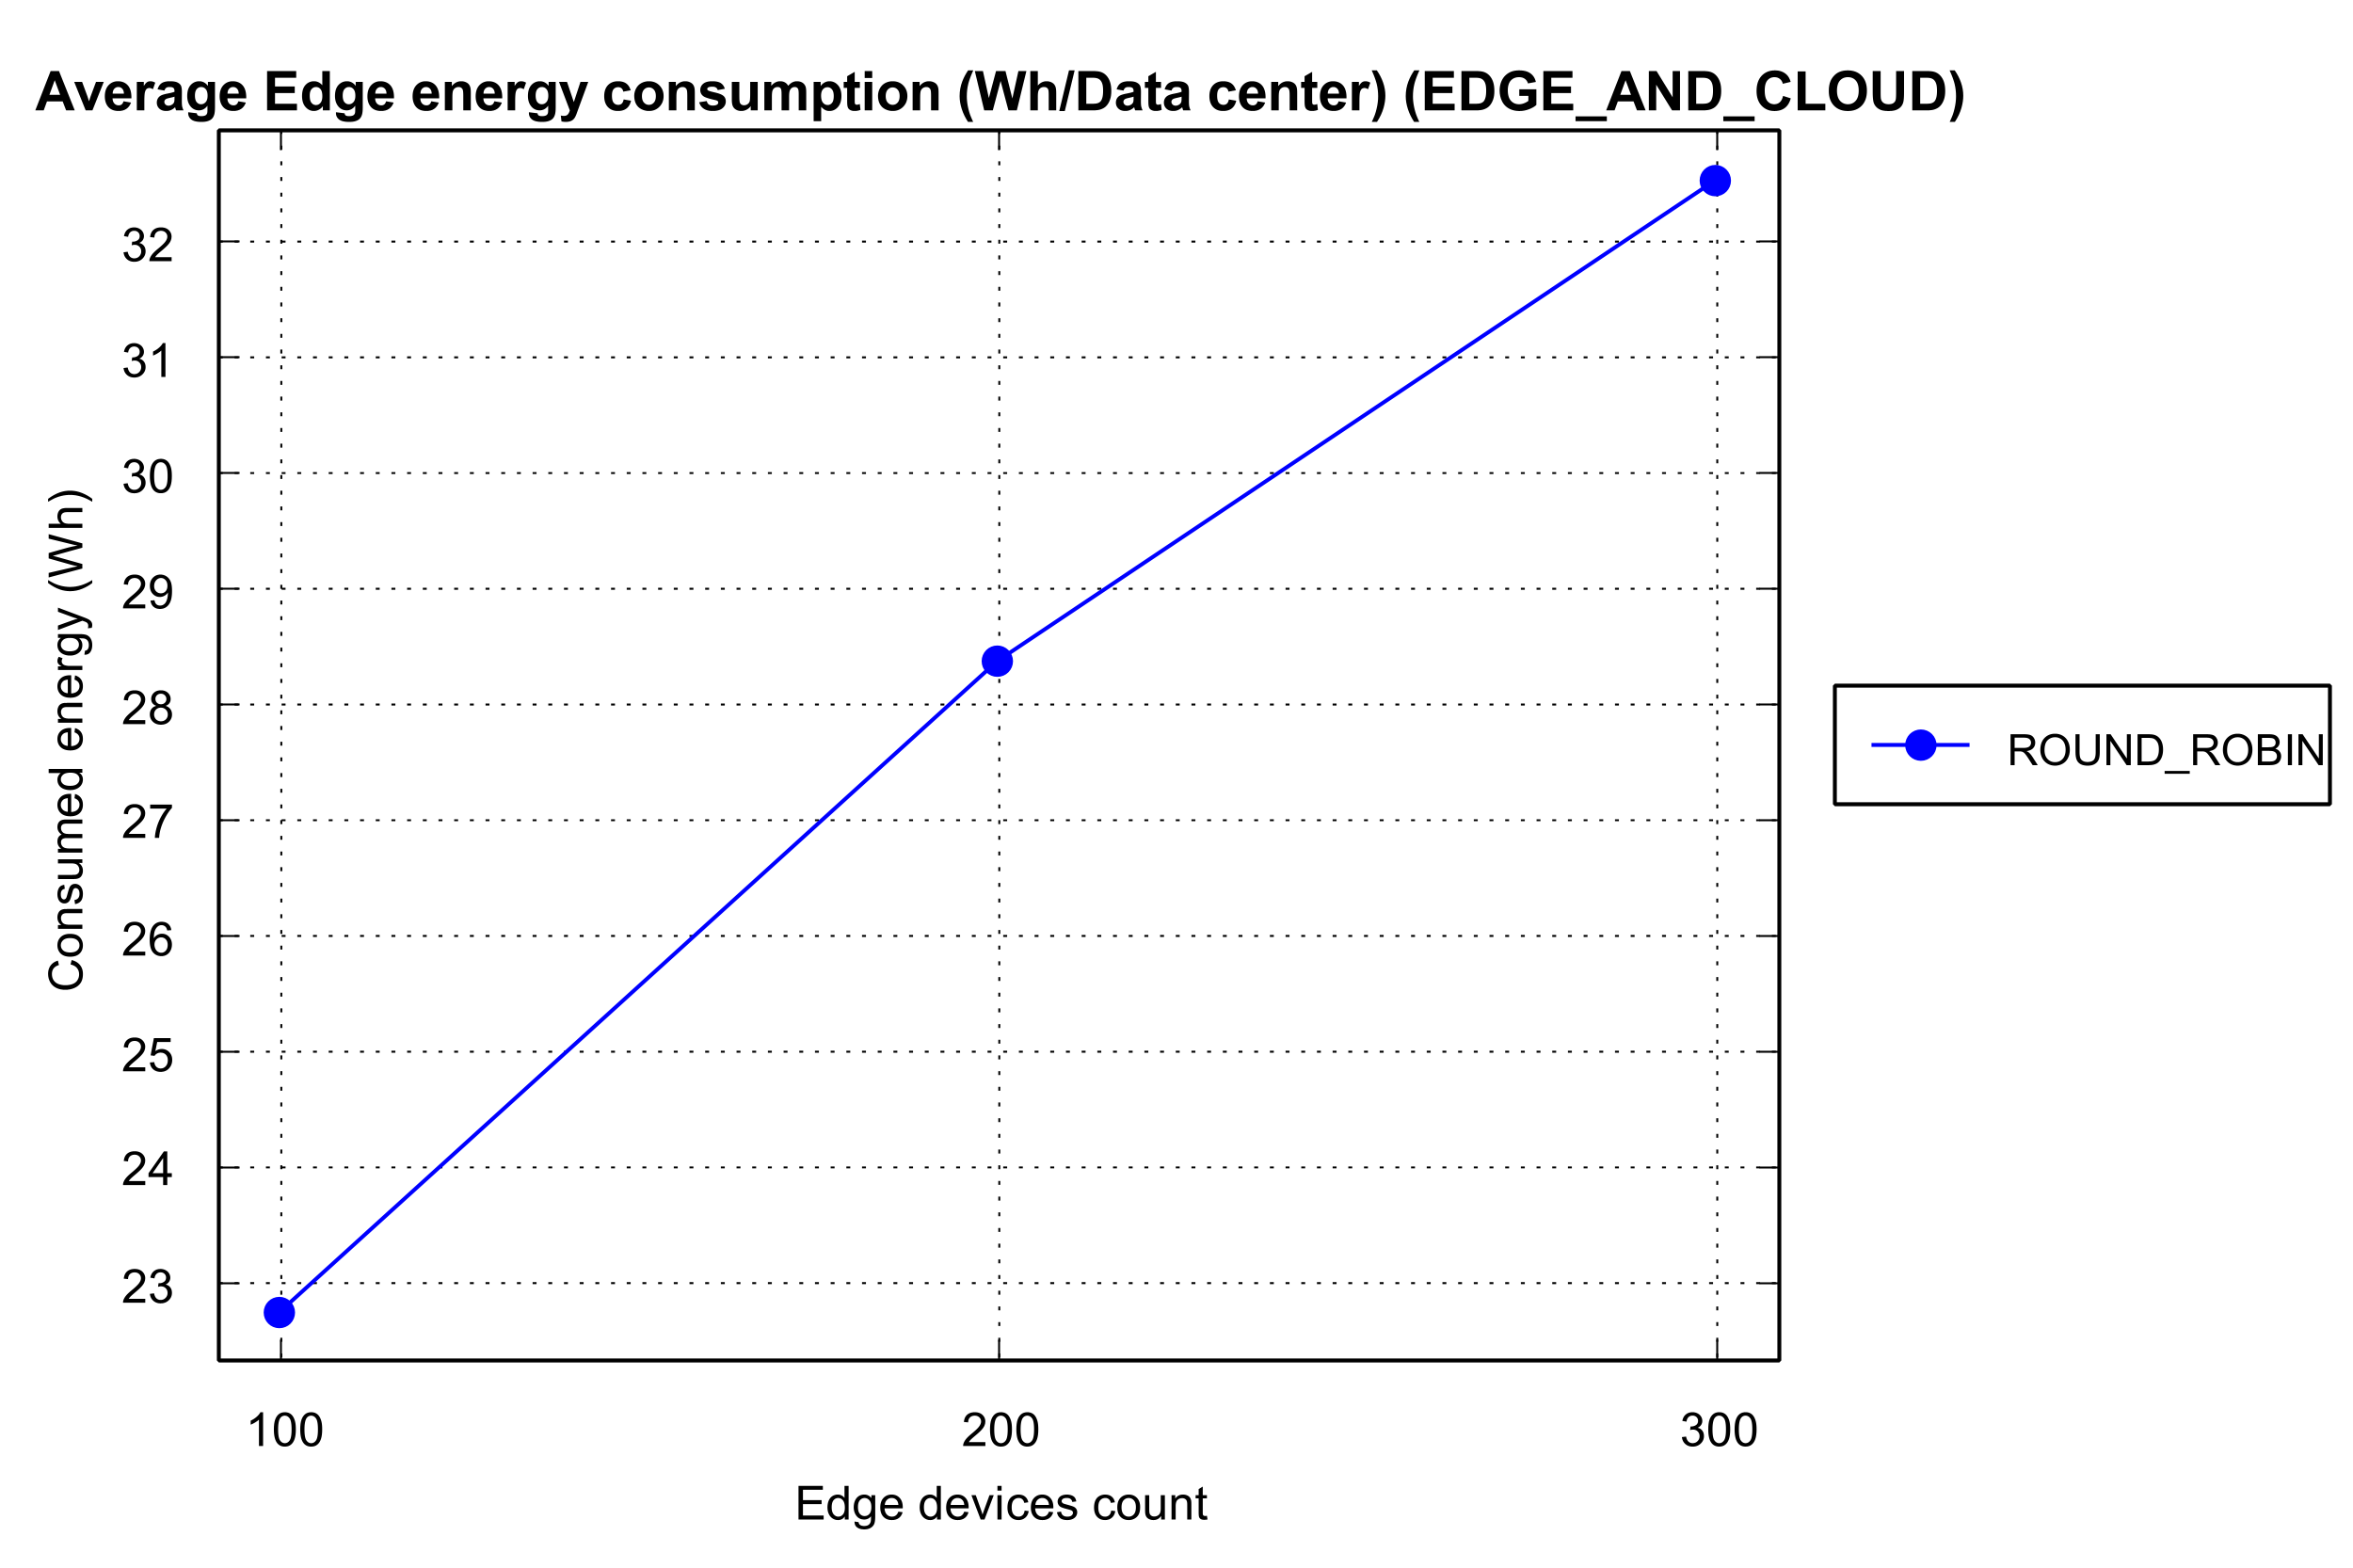 Average Edge energy consumption (Wh/Data center) (EDGE_AND_CLOUD)
32
31
30
29
28
27
26
25
24
23
Consumed energy (Wh)
ROUND_ROBIN
100 200 300
Edge devices count